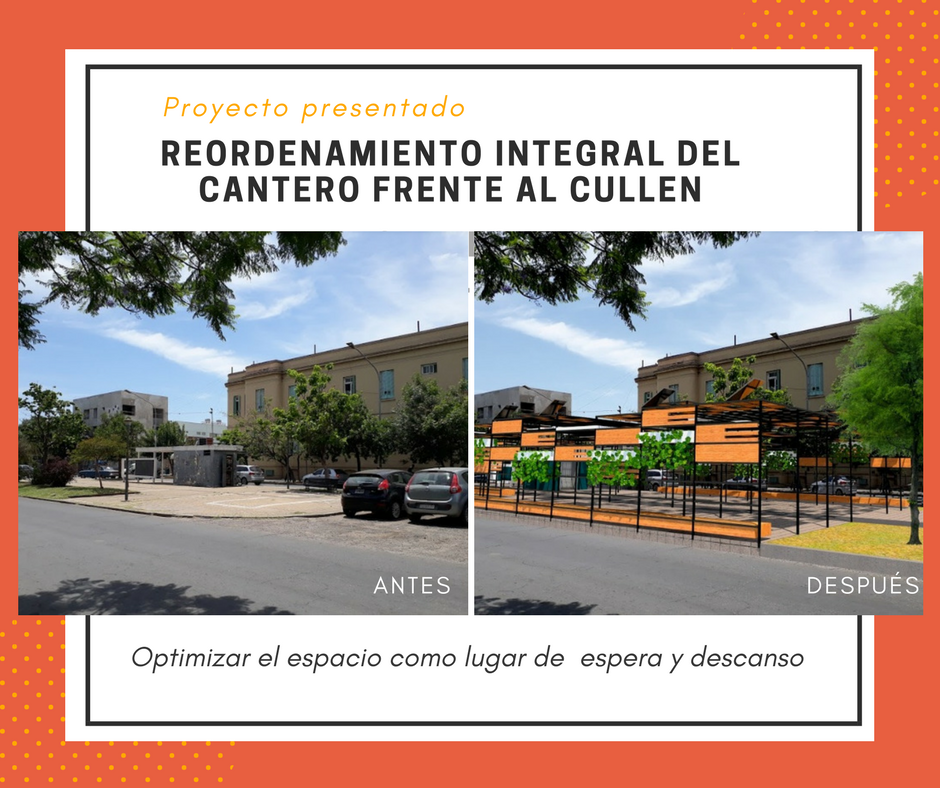 Proyecto presentado
REORDENAMIENTO INTEGRAL DEL
CANTERO FRENTE AL CULLEN
ANTES
DESPUÉS
Optimizar el espacio como lugar de espera y descanso